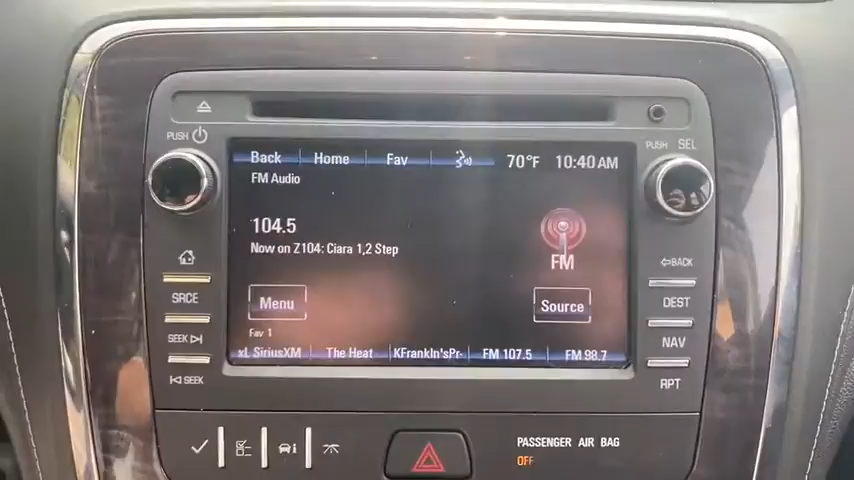 PUSH
PUSH SEL
Back Home Fav 70°F 10:40 AM
FM Audio
104.5
Now on Z104: Ciara 1,2 Step
FM
BACK
SRCE
DEST
Menu
Source
Fav 1
SEEK
NAV
xL SiriusXM The Heat KFrankln'sPr- FM 107.5 FM 98.7
SEEK
RPT
PASSENGER AIR BAG
OFF